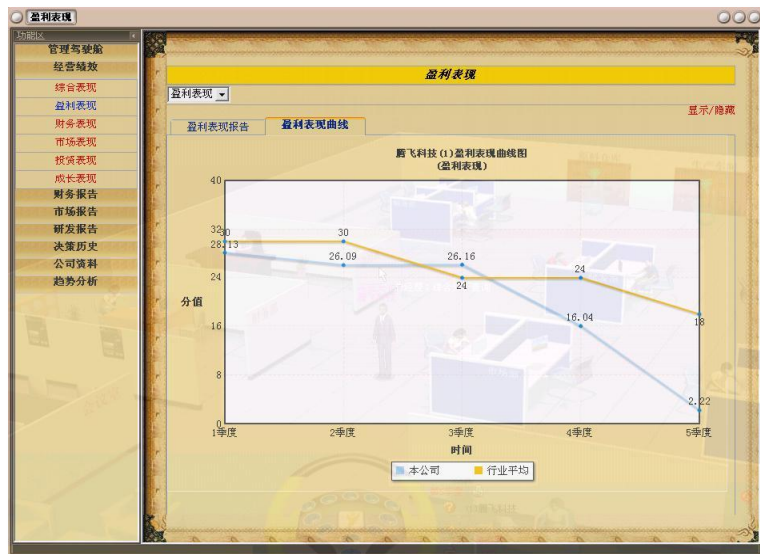 盈利表现
功能区
管理驾驶舱
经营绩效
综合表现
盈利表现
财务表现
市场表现
投资表现
成长表现
财务报告
市场报告
研发报告
决策历史
公司资料
趋势分析
盈利表现
盈利表现
显示/隐藏
盈利表现报告
盈利表现曲线
腾飞科技(1)盈利表现曲线图
(盈利表现)
40
32
24
16
8
0
分值
30
28.13
30
26.09
26.16
24
24
16.04
18
2.22
1季度
2季度
3季度
4季度
5季度
时间
本公司
行业平均